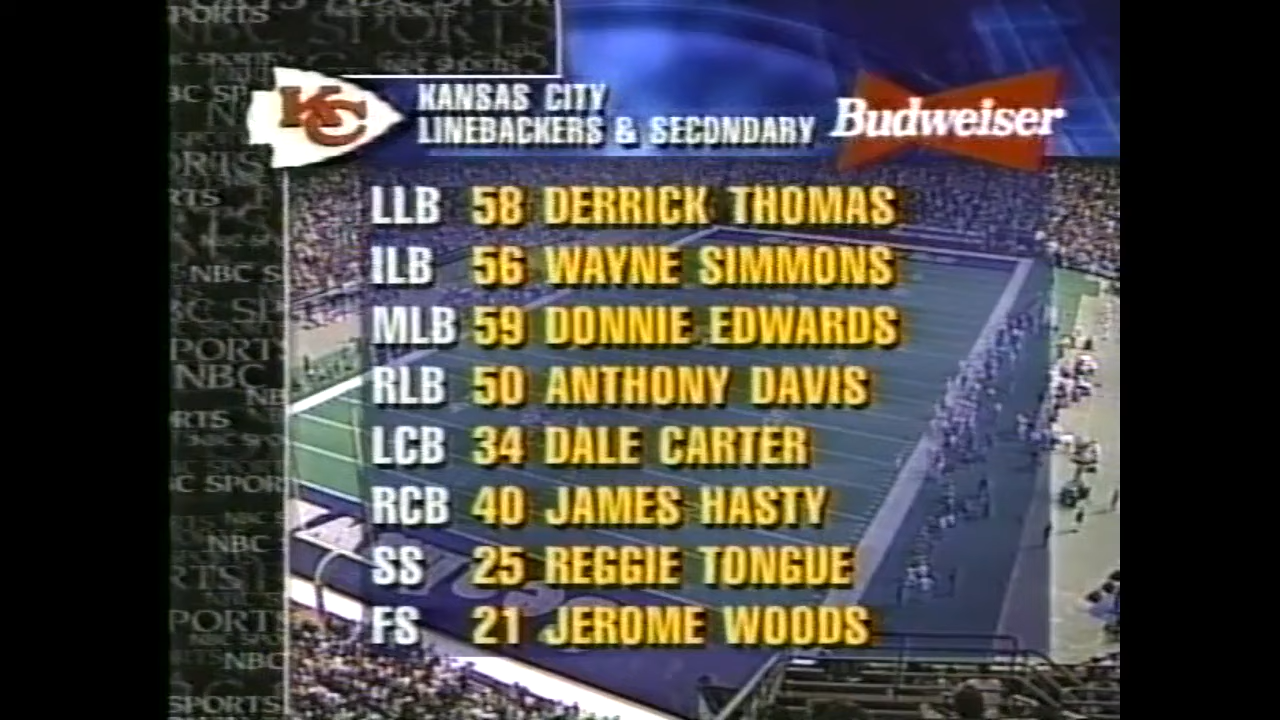 KC
KANSAS CITY
LINEBACKERS & SECONDARY
Budweiser
LLB 58 DERRICK THOMAS
ILB 56 WAYNE SIMMONS
MLB 59 DONNIE EDWARDS
RLB 50 ANTHONY DAVIS
LCB 34 DALE CARTER
RCB 40 JAMES HASTY
SS 25 REGGIE TONGUE
FS 21 JEROME WOODS
NBC SPORTS